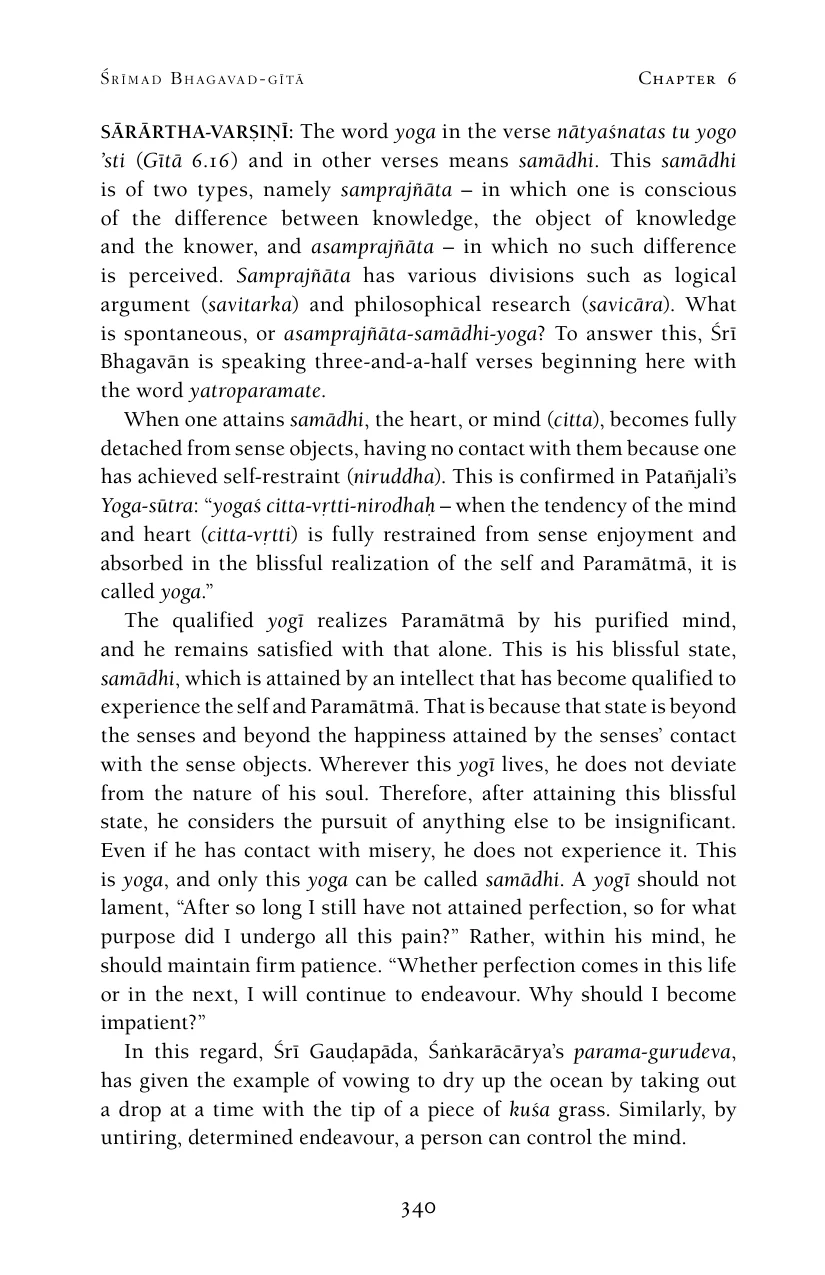 Śrīmad Bhagavad-gītā Chapter 6
SĀRĀRTHA-VARṢIṆĪ: The word yoga in the verse nātyaśnatas tu yogo
’sti (Gītā 6.16) and in other verses means samādhi. This samādhi
is of two types, namely samprajñāta – in which one is conscious
of the difference between knowledge, the object of knowledge
and the knower, and asamprajñāta – in which no such difference
is perceived. Samprajñāta has various divisions such as logical
argument (savitarka) and philosophical research (savicāra). What
is spontaneous, or asamprajñāta-samādhi-yoga? To answer this, Śrī
Bhagavān is speaking three-and-a-half verses beginning here with
the word yatroparamate.
When one attains samādhi, the heart, or mind (citta), becomes fully
detached from sense objects, having no contact with them because one
has achieved self-restraint (niruddha). This is confirmed in Patañjali’s
Yoga-sūtra: “yogaś citta-vṛtti-nirodhaḥ – when the tendency of the mind
and heart (citta-vṛtti) is fully restrained from sense enjoyment and
absorbed in the blissful realization of the self and Paramātmā, it is
called yoga.”
The qualified yogī realizes Paramātmā by his purified mind,
and he remains satisfied with that alone. This is his blissful state,
samādhi, which is attained by an intellect that has become qualified to
experience the self and Paramātmā. That is because that state is beyond
the senses and beyond the happiness attained by the senses’ contact
with the sense objects. Wherever this yogī lives, he does not deviate
from the nature of his soul. Therefore, after attaining this blissful
state, he considers the pursuit of anything else to be insignificant.
Even if he has contact with misery, he does not experience it. This
is yoga, and only this yoga can be called samādhi. A yogī should not
lament, “After so long I still have not attained perfection, so for what
purpose did I undergo all this pain?” Rather, within his mind, he
should maintain firm patience. “Whether perfection comes in this life
or in the next, I will continue to endeavour. Why should I become
impatient?”
In this regard, Śrī Gauḍapāda, Śaṅkarācārya’s parama-gurudeva,
has given the example of vowing to dry up the ocean by taking out
a drop at a time with the tip of a piece of kuśa grass. Similarly, by
untiring, determined endeavour, a person can control the mind.
340